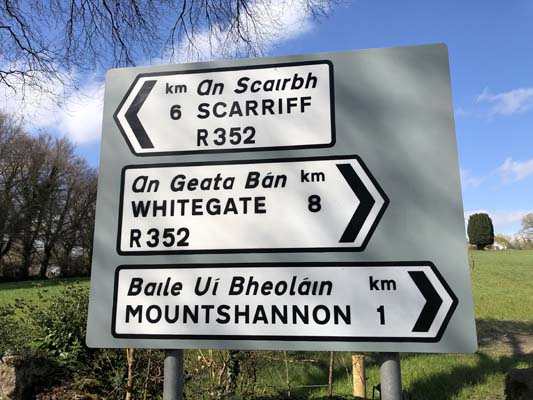 km An Scairbh
6 SCARRIFF
R352
An Geata Bán km
WHITEGATE 8
R352
Baile Uí Bheoláin km
MOUNTSHANNON 1